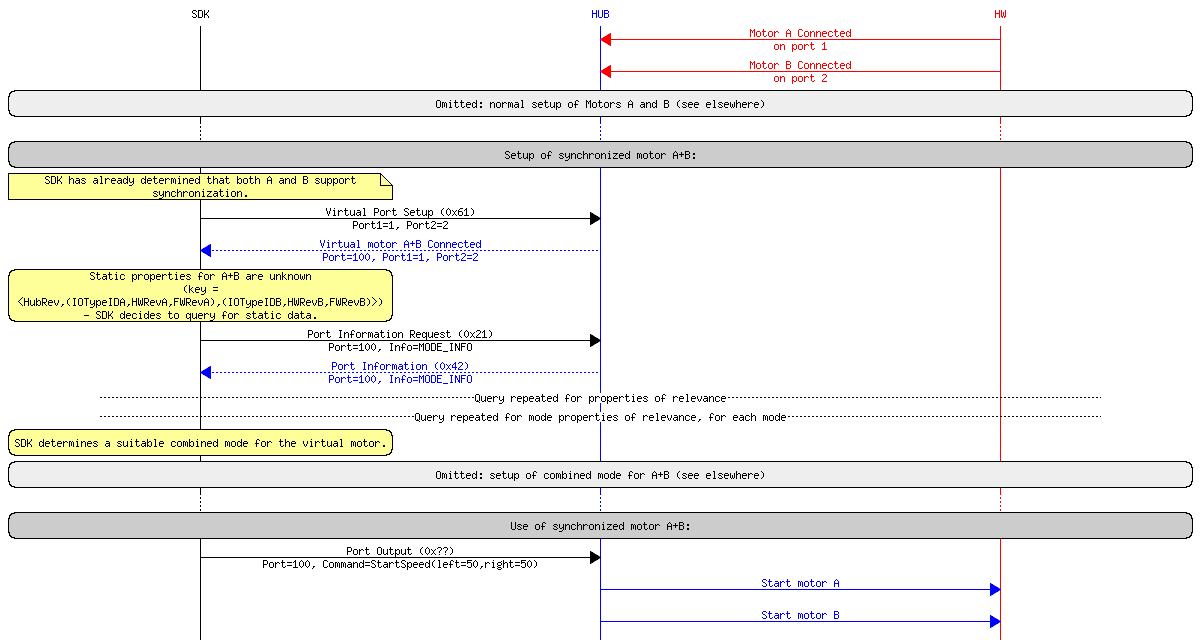 SDK HUB HW
Motor A Connected
on port 1
Motor B Connected
on port 2
Omitted: normal setup of Motors A and B (see elsewhere)
Setup of synchronized motor A+B:
SDK has already determined that both A and B support
synchronization.
Virtual Port Setup (0x61)
Port1=1, Port2=2
Virtual motor A+B Connected
Port=100, Port1=1, Port2=2
Static properties for A+B are unknown
(key =
<HubRev,(IOTypeIDA,HWRevA,FWRevA),(IOTypeIDB,HWRevB,FWRevB)>)
- SDK decides to query for static data.
Port Information Request (0x21)
Port=100, Info=MODE_INFO
Port Information (0x42)
Port=100, Info=MODE_INFO
Query repeated for properties of relevance
Query repeated for mode properties of relevance, for each mode
SDK determines a suitable combined mode for the virtual motor.
Omitted: setup of combined mode for A+B (see elsewhere)
Use of synchronized motor A+B:
Port Output (0x??)
Port=100, Command=StartSpeed(left=50,right=50)
Start motor A
Start motor B